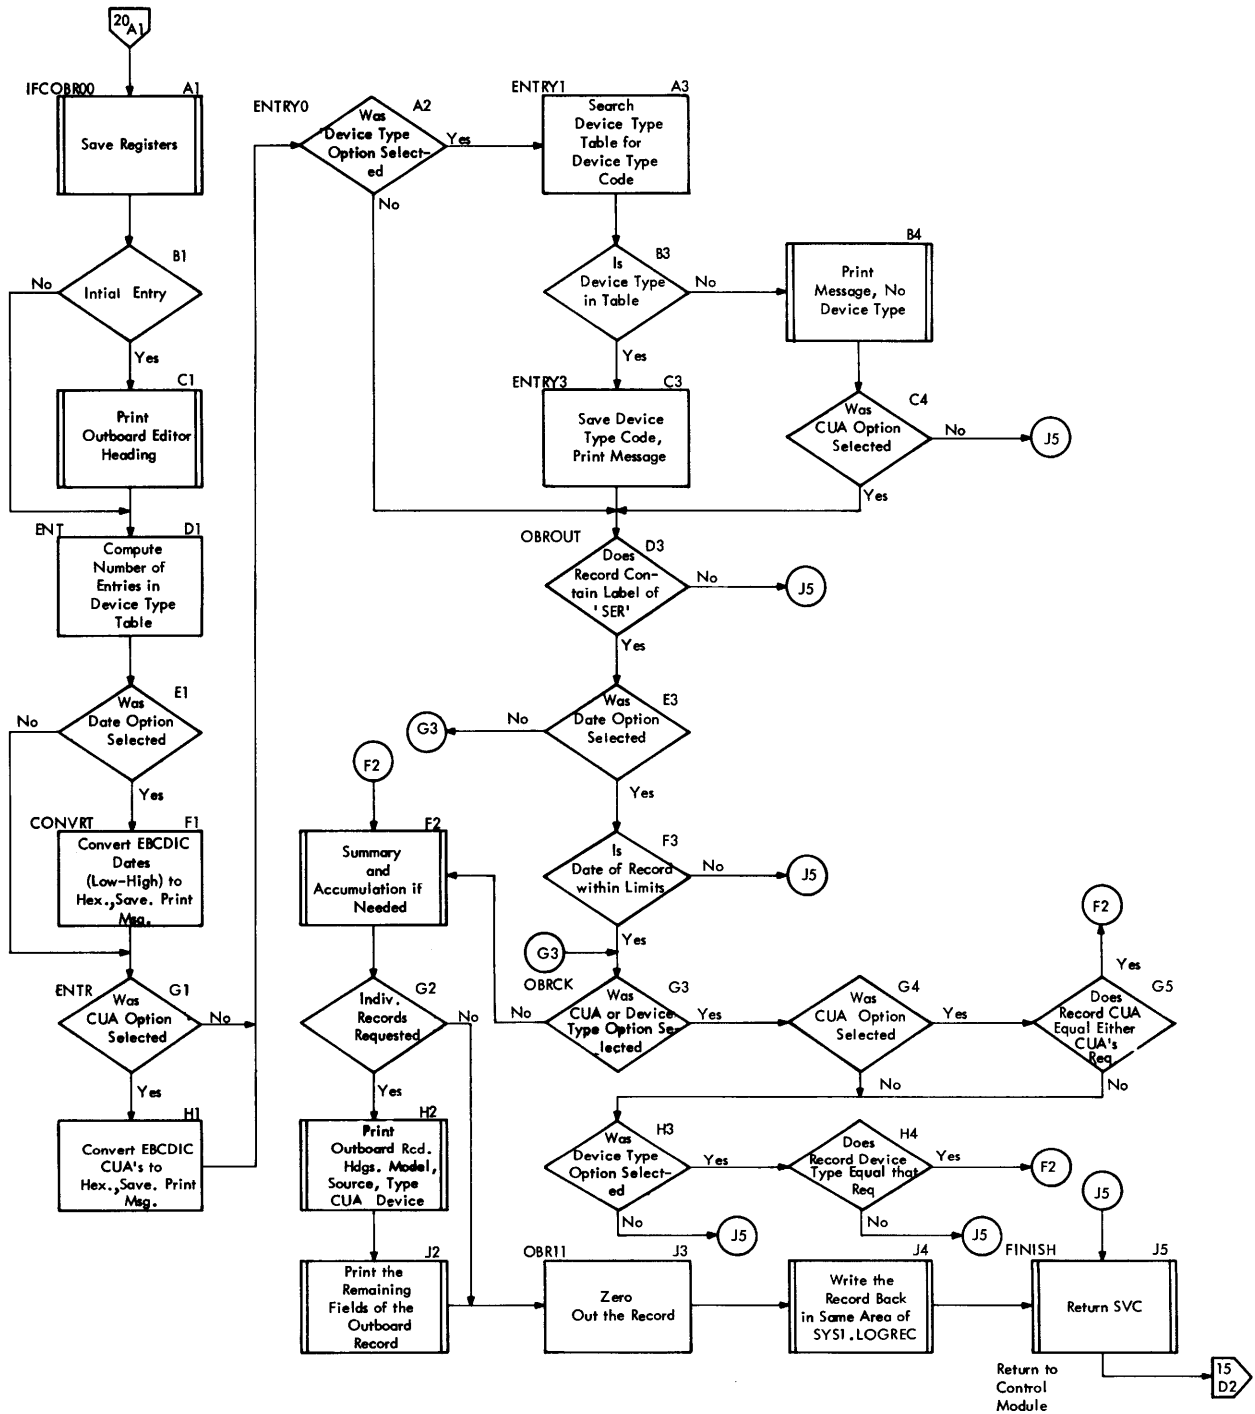 20
A1
IFCOBR00
A1
Save Registers
B1
Intial Entry
No
Yes
C1
Print
Outboard Editor
Heading
ENT
D1
Compute
Number of
Entries in
Device Type
Table
E1
Was
Date Option
Selected
No
Yes
CONVRT
F1
Convert EBCDIC
Dates
(Low-High) to
Hex.,Save. Print
Msg.
ENTR
G1
Was
CUA Option
Selected
No
Yes
H1
Convert EBCDIC
CUA's to
Hex.,Save. Print
Msg.
ENTRY0
A2
Was
Device Type
Option Select-
ed
Yes
No
ENTRY1
A3
Search
Device Type
Table for
Device Type
Code
B3
Is
Device Type
in Table
No
Yes
B4
Print
Message, No
Device Type
ENTRY3
C3
Save Device
Type Code,
Print Message
C4
Was
CUA Option
Selected
No
J5
Yes
OBROUT
D3
Does
Record Con-
tain Label of
'SER'
No
J5
Yes
E3
Was
Date Option
Selected
No
G3
Yes
F2
F2
Summary
and
Accumulation if
Needed
F3
Is
Date of Record
within Limits
No
J5
Yes
G3
OBRCK
G3
Was
CUA or Device
Type Option Se-
lected
No
Yes
G4
Was
CUA Option
Selected
Yes
No
F2
Yes
G5
Does
Record CUA
Equal Either
CUA's
Req.
No
G2
Indiv.
Records
Requested
No
Yes
H2
Print
Outboard Rcd.
Hdgs. Model,
Source, Type
CUA Device
H3
Was
Device Type
Option Select-
ed
Yes
No
J5
H4
Does
Record Device
Type Equal that
Req
Yes
F2
No
J5
J5
J2
Print the
Remaining
Fields of the
Outboard
Record
OBR11
J3
Zero
Out the Record
J4
Write the
Record Back
in Same Area of
SYS1.LOGREC
FINISH
J5
Return SVC
Return to
Control
Module
15
D2